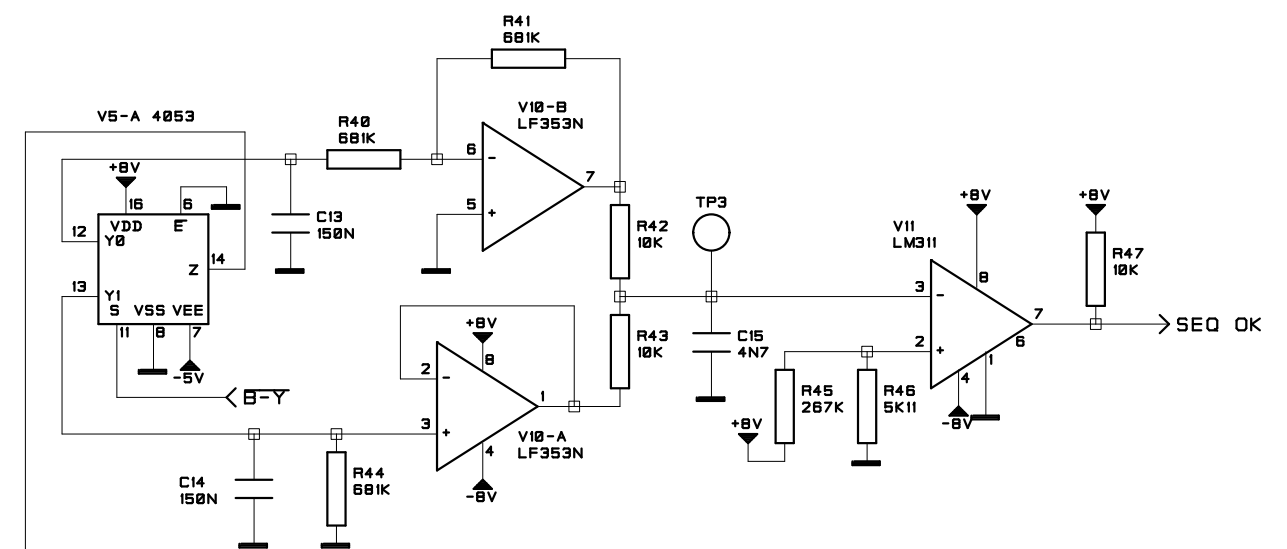 R41
681K
V5-A 4053
R40
681K
V10-B
LF353N
+8V
16
6
6
-
7
5
+
VDD
E̅
12
Y0
14
Z
C13
150N
R42
10K
TP3
+8V
+8V
V11
LM311
R47
10K
8
13
Y1
S
VSS
VEE
11
8
7
-5V
B-Y
3
-
7
SEQ OK
6
+8V
8
2
-
1
R43
10K
C15
4N7
2
+
1
4
-8V
R45
267K
R46
5K11
+8V
3
+
V10-A
LF353N
4
-8V
C14
150N
R44
681K